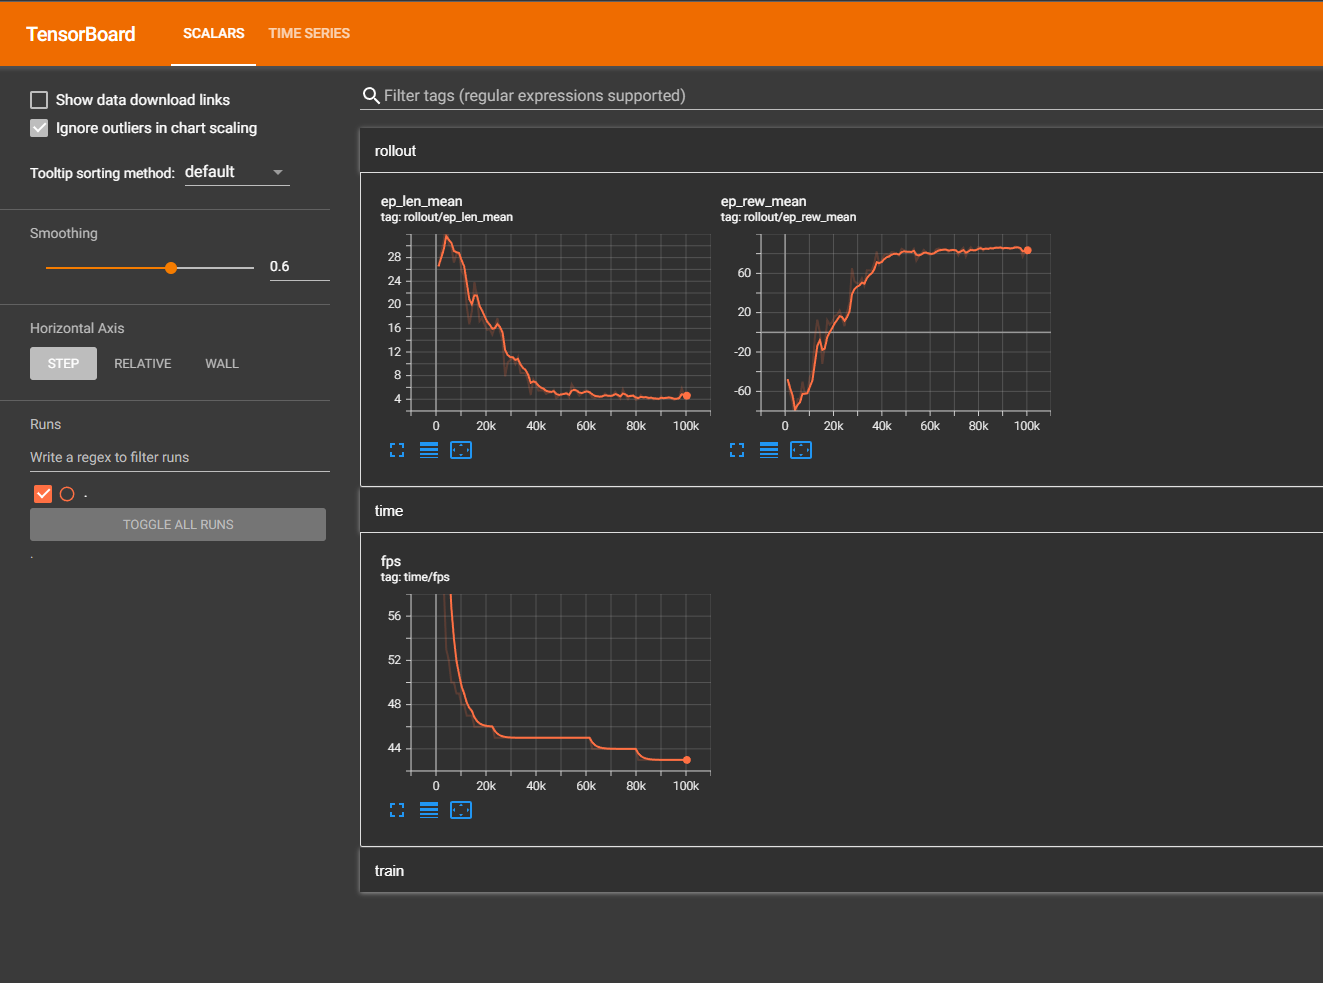 TensorBoard
SCALARS
TIME SERIES
Show data download links
Ignore outliers in chart scaling
Tooltip sorting method: default
Smoothing
0.6
Horizontal Axis
STEP
RELATIVE
WALL
Runs
Write a regex to filter runs
.
TOGGLE ALL RUNS
.
Filter tags (regular expressions supported)
rollout
ep_len_mean
tag: rollout/ep_len_mean
28
24
20
16
12
8
4
0 20k 40k 60k 80k 100k
ep_rew_mean
tag: rollout/ep_rew_mean
60
20
-20
-60
0 20k 40k 60k 80k 100k
time
fps
tag: time/fps
56
52
48
44
0 20k 40k 60k 80k 100k
train